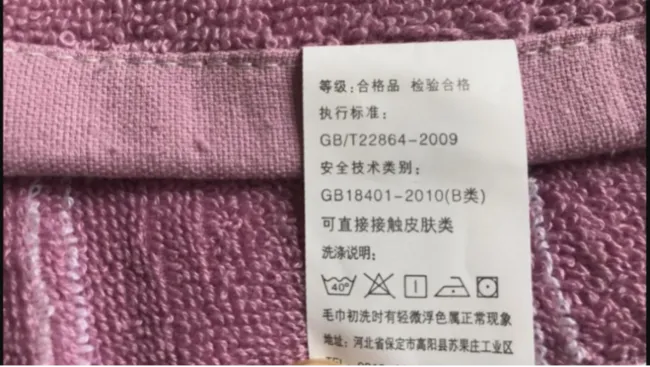 等级：合格品 检验合格
执行标准：
GB/T22864-2009
安全技术类别：
GB18401-2010(B类)
可直接接触皮肤类
洗涤说明：
40°
毛巾初洗时有轻微浮色属正常现象
地址：河北省保定市高阳县苏果庄工业区